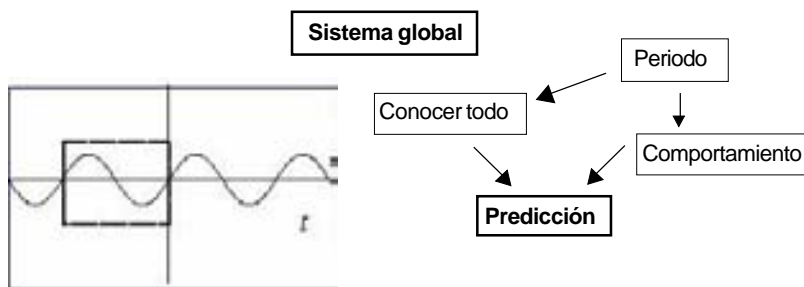 Sistema global
Periodo
Conocer todo
Comportamiento
Predicción
t